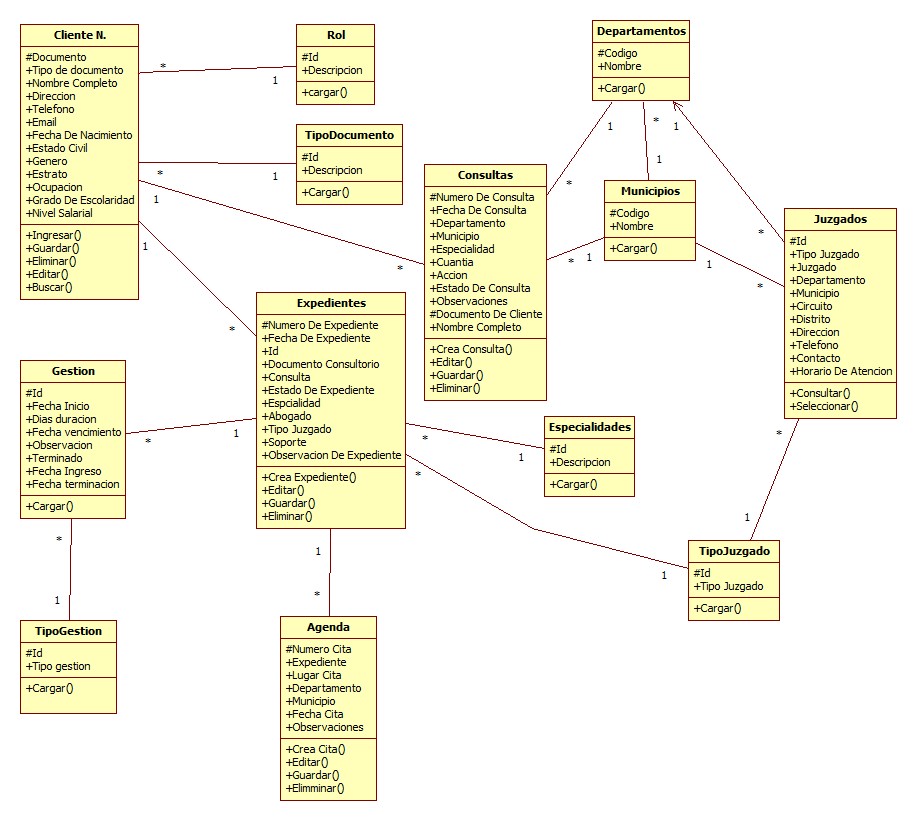 Cliente N.
#Documento
+Tipo de documento
+Nombre Completo
+Direccion
+Telefono
+Email
+Fecha De Nacimiento
+Estado Civil
+Genero
+Estrato
+Ocupacion
+Grado De Escolaridad
+Nivel Salarial
+Ingresar()
+Guardar()
+Eliminar()
+Editar()
+Buscar()
*
1
Rol
#Id
+Descripcion
+cargar()
*
1
TipoDocumento
#Id
+Descripcion
+Cargar()
1
*
Consultas
#Numero De Consulta
+Fecha De Consulta
+Departamento
+Municipio
+Especialidad
+Cuantia
+Accion
+Estado De Consulta
+Observaciones
#Documento De Cliente
+Nombre Completo
+Crea Consulta()
+Editar()
+Guardar()
+Eliminar()
Departamentos
#Codigo
+Nombre
+Cargar()
1
*
*
1
1
*
Municipios
#Codigo
+Nombre
+Cargar()
*
1
1
*
Juzgados
#Id
+Tipo Juzgado
+Juzgado
+Departamento
+Municipio
+Circuito
+Distrito
+Direccion
+Telefono
+Contacto
+Horario De Atencion
+Consultar()
+Seleccionar()
1
*
Expedientes
#Numero De Expediente
+Fecha De Expediente
+Id
+Documento Consultorio
+Consulta
+Estado De Expediente
+Espcialidad
+Abogado
+Tipo Juzgado
+Soporte
+Observacion De Expediente
+Crea Expediente()
+Editar()
+Guardar()
+Eliminar()
Gestion
#Id
+Fecha Inicio
+Dias duracion
+Fecha vencimiento
+Observacion
+Terminado
+Fecha Ingreso
+Fecha terminacion
+Cargar()
*
1
*
1
Especialidades
#Id
+Descripcion
+Cargar()
*
1
*
1
TipoJuzgado
#Id
+Tipo Juzgado
+Cargar()
*
1
TipoGestion
#Id
+Tipo gestion
+Cargar()
1
*
Agenda
#Numero Cita
+Expediente
+Lugar Cita
+Departamento
+Municipio
+Fecha Cita
+Observaciones
+Crea Cita()
+Editar()
+Guardar()
+Elimminar()